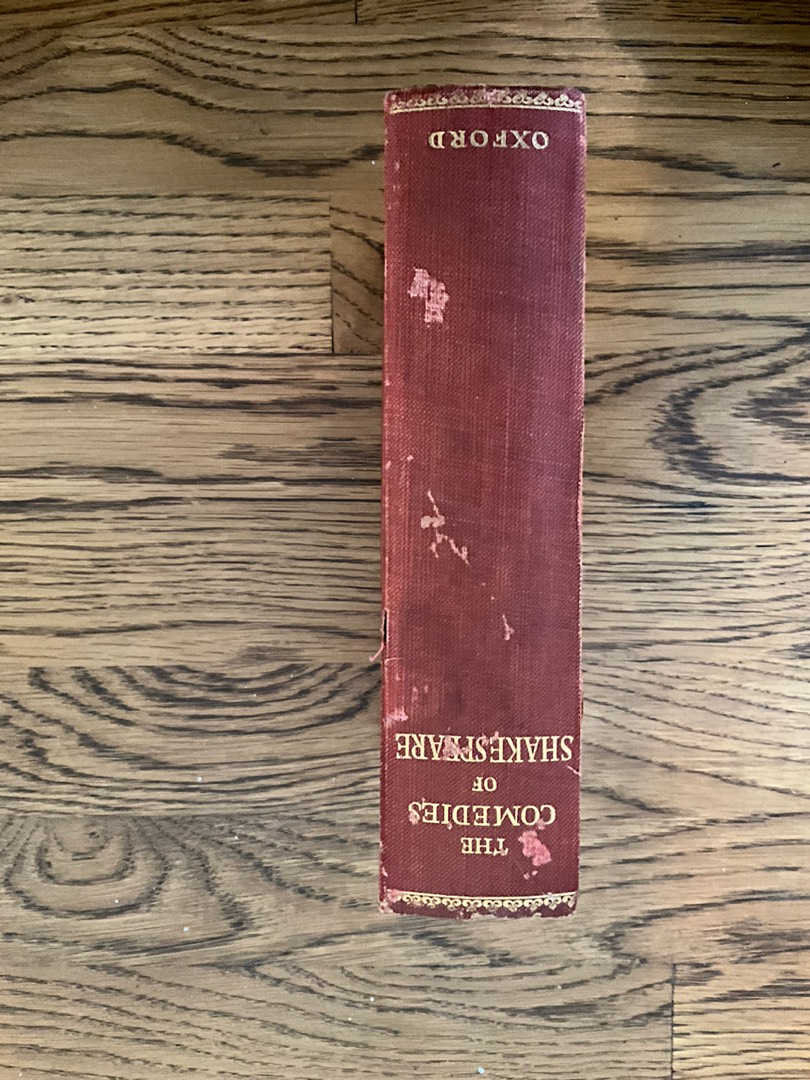 THE
COMEDIES
OF
SHAKESPEARE
OXFORD